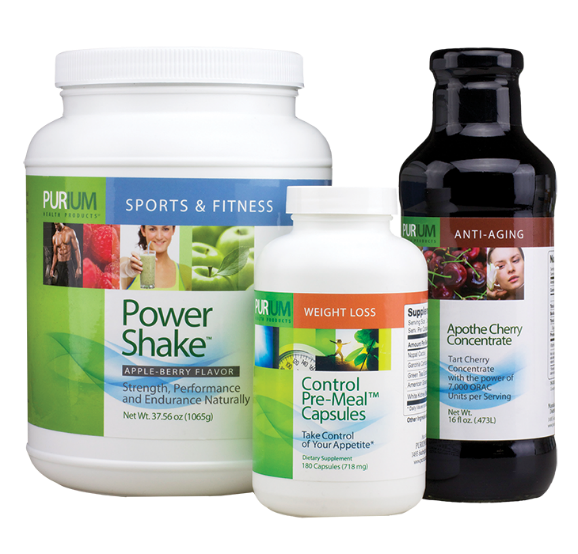 PURIUM
HEALTH PRODUCTS
SPORTS & FITNESS
Power
Shake™
APPLE-BERRY FLAVOR
Strength, Performance
and Endurance Naturally
Net Wt. 37.56 oz (1065g)
PURIUM
HEALTH PRODUCTS
WEIGHT LOSS
Control
Pre-Meal™
Capsules
Take Control
of Your Appetite*
Dietary Supplement
180 Capsules (718 mg)
PURIUM
ANTI-AGING
Apothe Cherry
Concentrate
Tart Cherry
Concentrate
with the power of
7,000 ORAC
Units per Serving
Net Wt.
16 fl oz. (.473L)